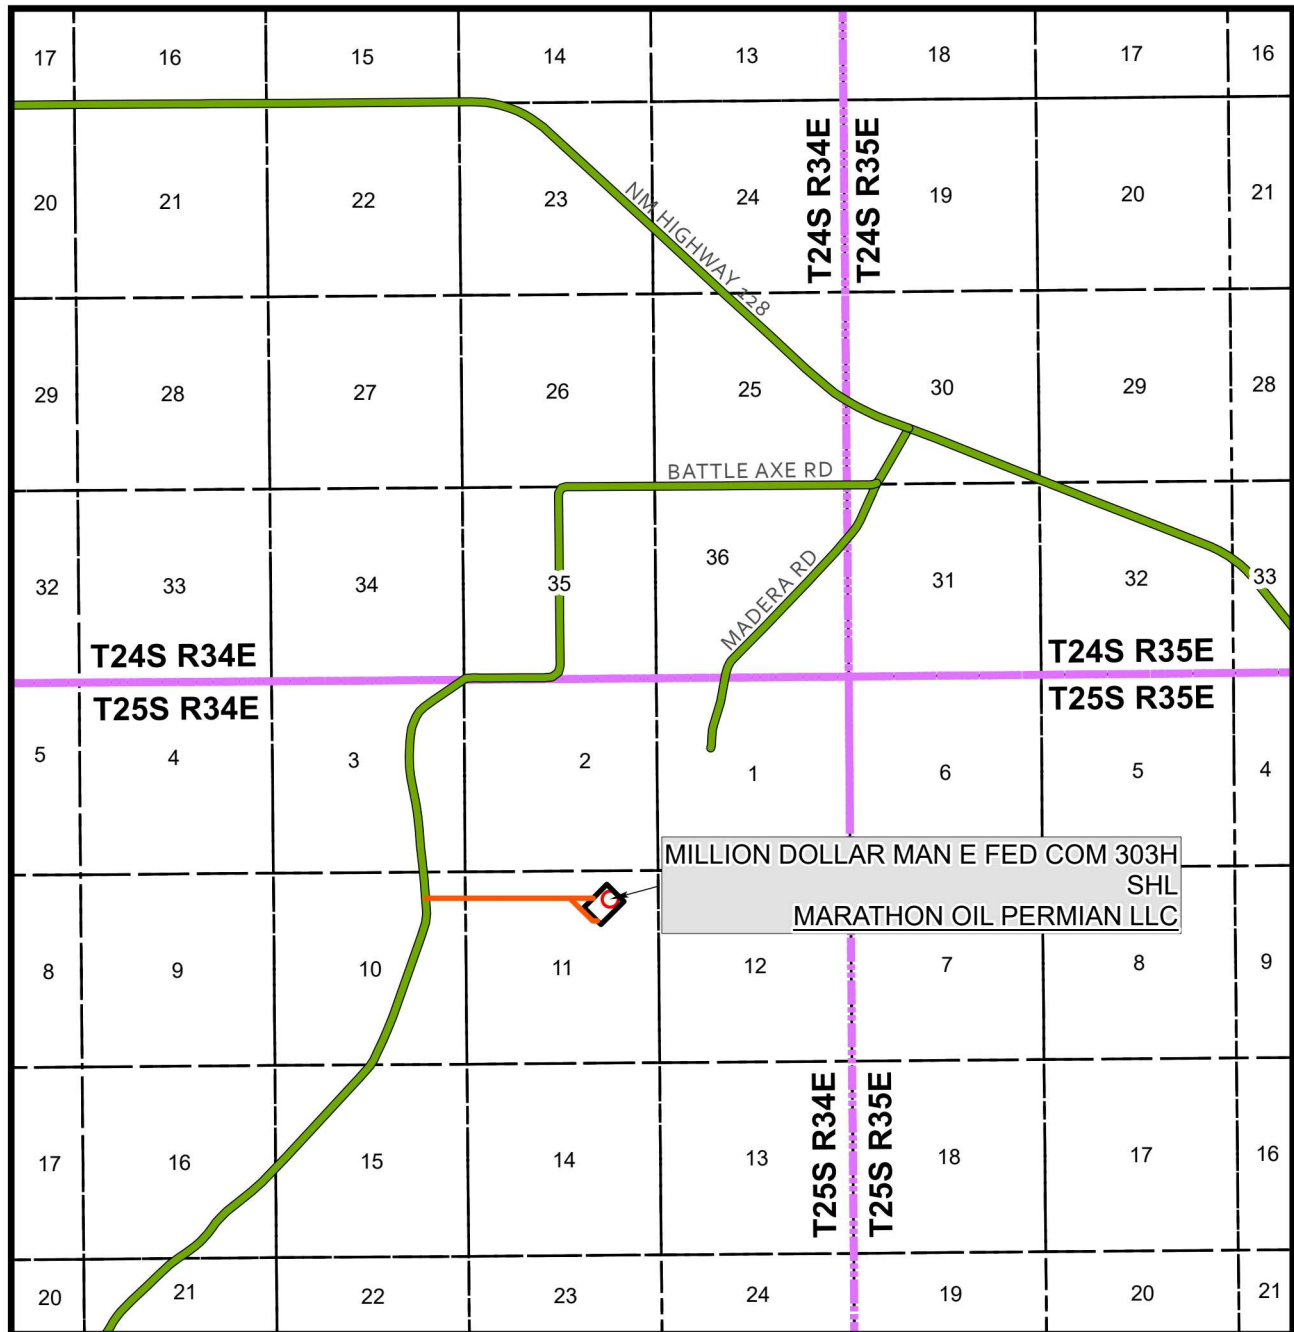 17 16 15 14 13 18 17 16
T24S R34E
T24S R35E
20 21 22 23 24 19 20 21
NM HIGHWAY 128
29 28 27 26 25 30 29 28
BATTLE AXE RD
32 33 34 35 36 31 32 33
MADERA RD
T24S R34E
T24S R35E
T25S R34E
T25S R35E
5 4 3 2 1 6 5 4
MILLION DOLLAR MAN E FED COM 303H
SHL
MARATHON OIL PERMIAN LLC
8 9 10 11 12 7 8 9
T25S R34E
T25S R35E
17 16 15 14 13 18 17 16
20 21 22 23 24 19 20 21